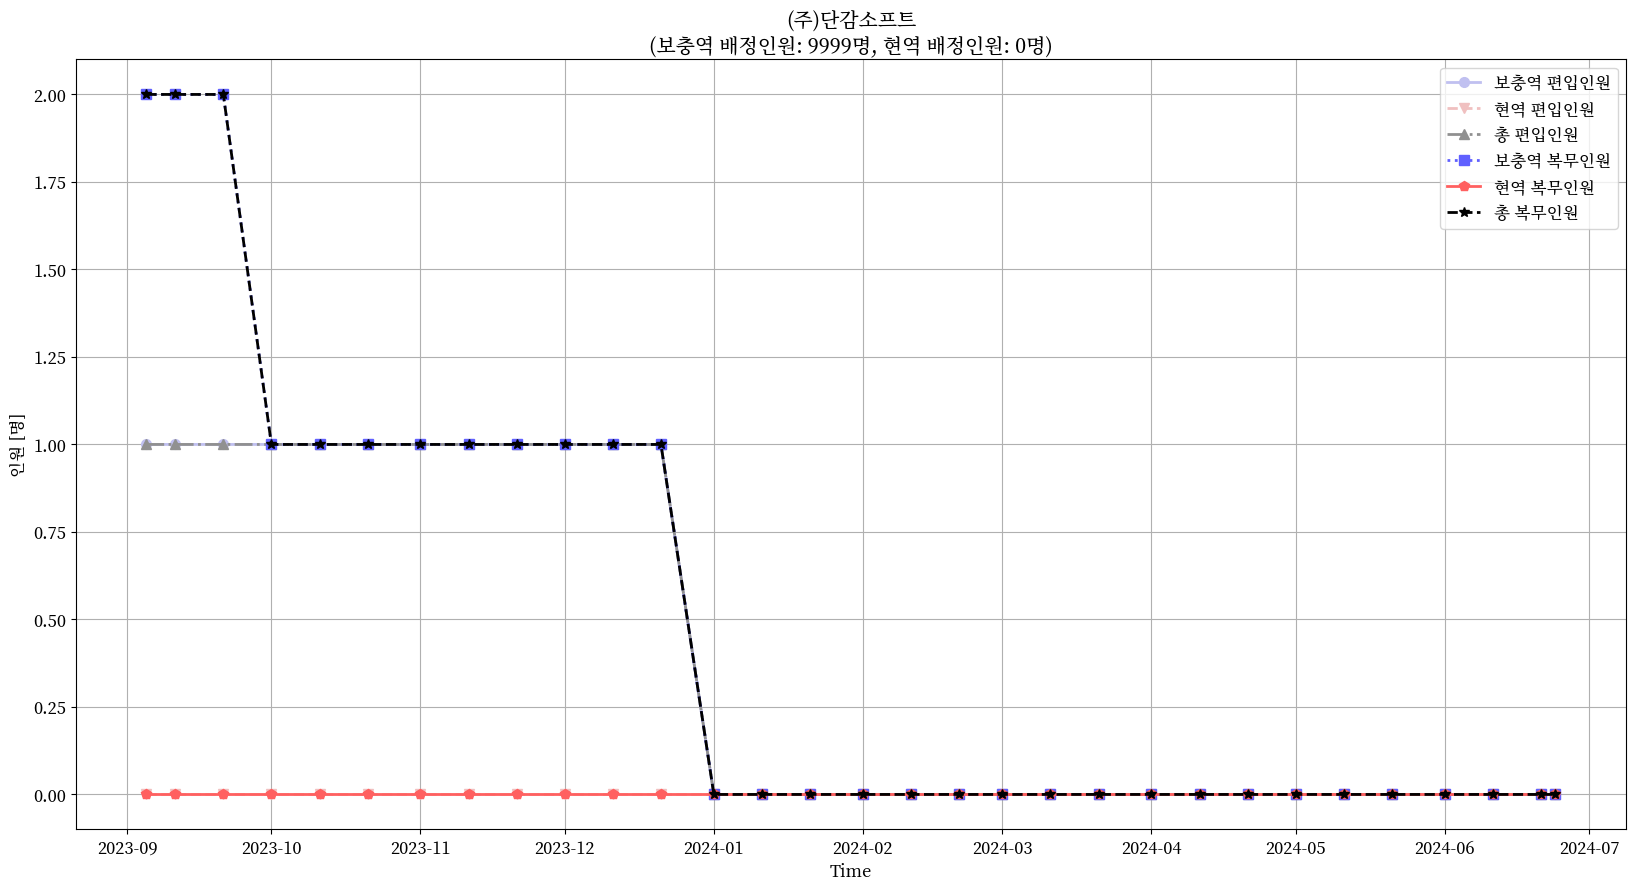 (주)단감소프트
(보충역 배정인원: 9999명, 현역 배정인원: 0명)
보충역 편입인원
현역 편입인원
총 편입인원
보충역 복무인원
현역 복무인원
총 복무인원
인원 [명]
2.00
1.75
1.50
1.25
1.00
0.75
0.50
0.25
0.00
2023-09 2023-10 2023-11 2023-12 2024-01 2024-02 2024-03 2024-04 2024-05 2024-06 2024-07
Time